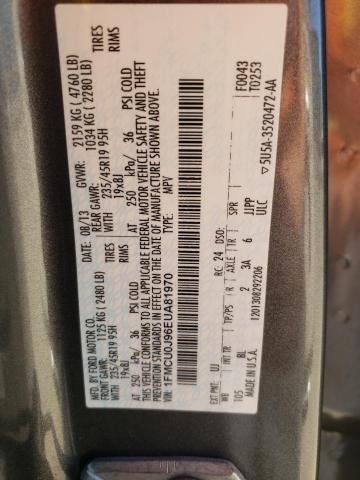 MFD. BY FORD MOTOR CO.
DATE: 08/13 GVWR: 2159 KG ( 4760 LB)
FRONT GAWR: 1125 KG (2480 LB) REAR GAWR: 1034 KG (2280 LB)
WITH 235/45R19 95H TIRES 235/45R19 95H TIRES
19x8J RIMS 19x8J RIMS
AT 250 kPa/ 36 PSI COLD AT 250 kPa/ 36 PSI COLD
THIS VEHICLE CONFORMS TO ALL APPLICABLE FEDERAL MOTOR VEHICLE SAFETY AND THEFT
PREVENTION STANDARDS IN EFFECT ON THE DATE OF MANUFACTURE SHOWN ABOVE.
VIN: 1FMCU0J96EUA81970
TYPE: MPV
F0043
T0253
EXT PNT: UJ RC: 24 DSO:
WB INT TR TP/PS R AXLE TR SPR
105 BL 2 3A 6 JJPP
ULC
MADE IN U.S.A. 1201308292206
▽5U5A-3520472-AA